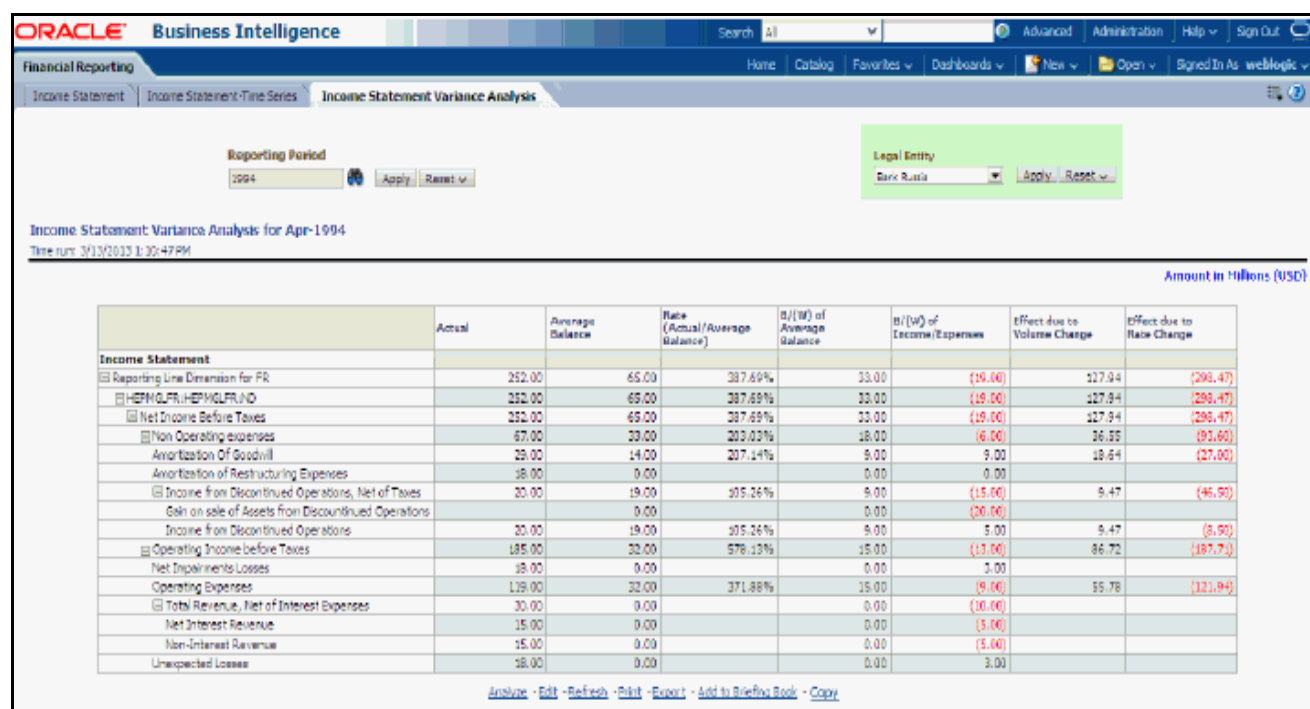 ORACLE Business Intelligence Search All Advanced Administration Help Sign Out
Financial Reporting Home Catalog Favorites Dashboards New Open Signed In As weblogic
Income Statement Income Statement-Time Series Income Statement Variance Analysis
Reporting Period Legal Entity
1994 Apply Reset Bank Russia Apply Reset
Income Statement Variance Analysis for Apr-1994
Time run: 3/13/2013 1:10:47 PM
Amount in Millions (USD)
Actual Average Balance Rate (Actual/Average Balance) B/(W) of Average Balance B/(W) of Income/Expenses Effect due to Volume Change Effect due to Rate Change
Income Statement
Reporting Line Dimension for FR 252.00 65.00 387.69% 33.00 (19.00) 127.94 (298.47)
HEPMGLFR:HEPMGLFR:ND 252.00 65.00 387.69% 33.00 (19.00) 127.94 (298.47)
Net Income Before Taxes 252.00 65.00 387.69% 33.00 (19.00) 127.94 (298.47)
Non Operating expenses 67.00 33.00 203.03% 18.00 (6.00) 36.55 (93.60)
Amortization Of Goodwill 29.00 14.00 207.14% 9.00 9.00 18.64 (27.00)
Amortization of Restructuring Expenses 18.00 0.00 0.00 0.00
Income from Discontinued Operations, Net of Taxes 20.00 19.00 105.26% 9.00 (15.00) 9.47 (46.50)
Gain on sale of Assets from Discountinued Operations 0.00 0.00 (20.00)
Income from Discontinued Operations 20.00 19.00 105.26% 9.00 5.00 9.47 (8.50)
Operating Income before Taxes 185.00 32.00 578.13% 15.00 (13.00) 86.72 (187.71)
Net Impairments Losses 18.00 0.00 0.00 3.00
Operating Expenses 119.00 32.00 371.88% 15.00 (9.00) 55.78 (121.94)
Total Revenue, Net of Interest Expenses 30.00 0.00 0.00 (10.00)
Net Interest Revenue 15.00 0.00 0.00 (5.00)
Non-Interest Revenue 15.00 0.00 0.00 (5.00)
Unexpected Losses 18.00 0.00 0.00 3.00
Analyze - Edit - Refresh - Print - Export - Add to Briefing Book - Copy